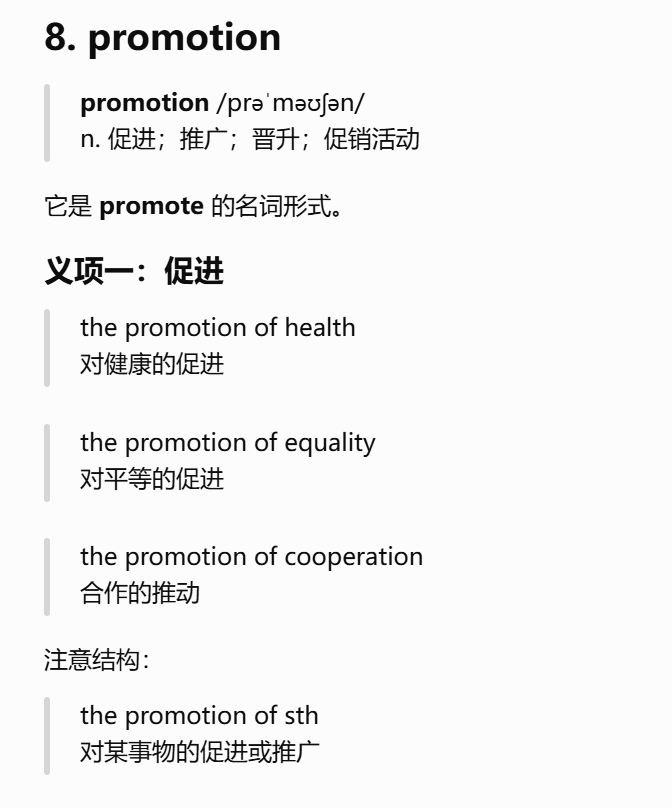 8. promotion
promotion /prəˈməʊʃən/
n. 促进；推广；晋升；促销活动
它是 promote 的名词形式。
义项一：促进
the promotion of health
对健康的促进
the promotion of equality
对平等的促进
the promotion of cooperation
合作的推动
注意结构：
the promotion of sth
对某事物的促进或推广